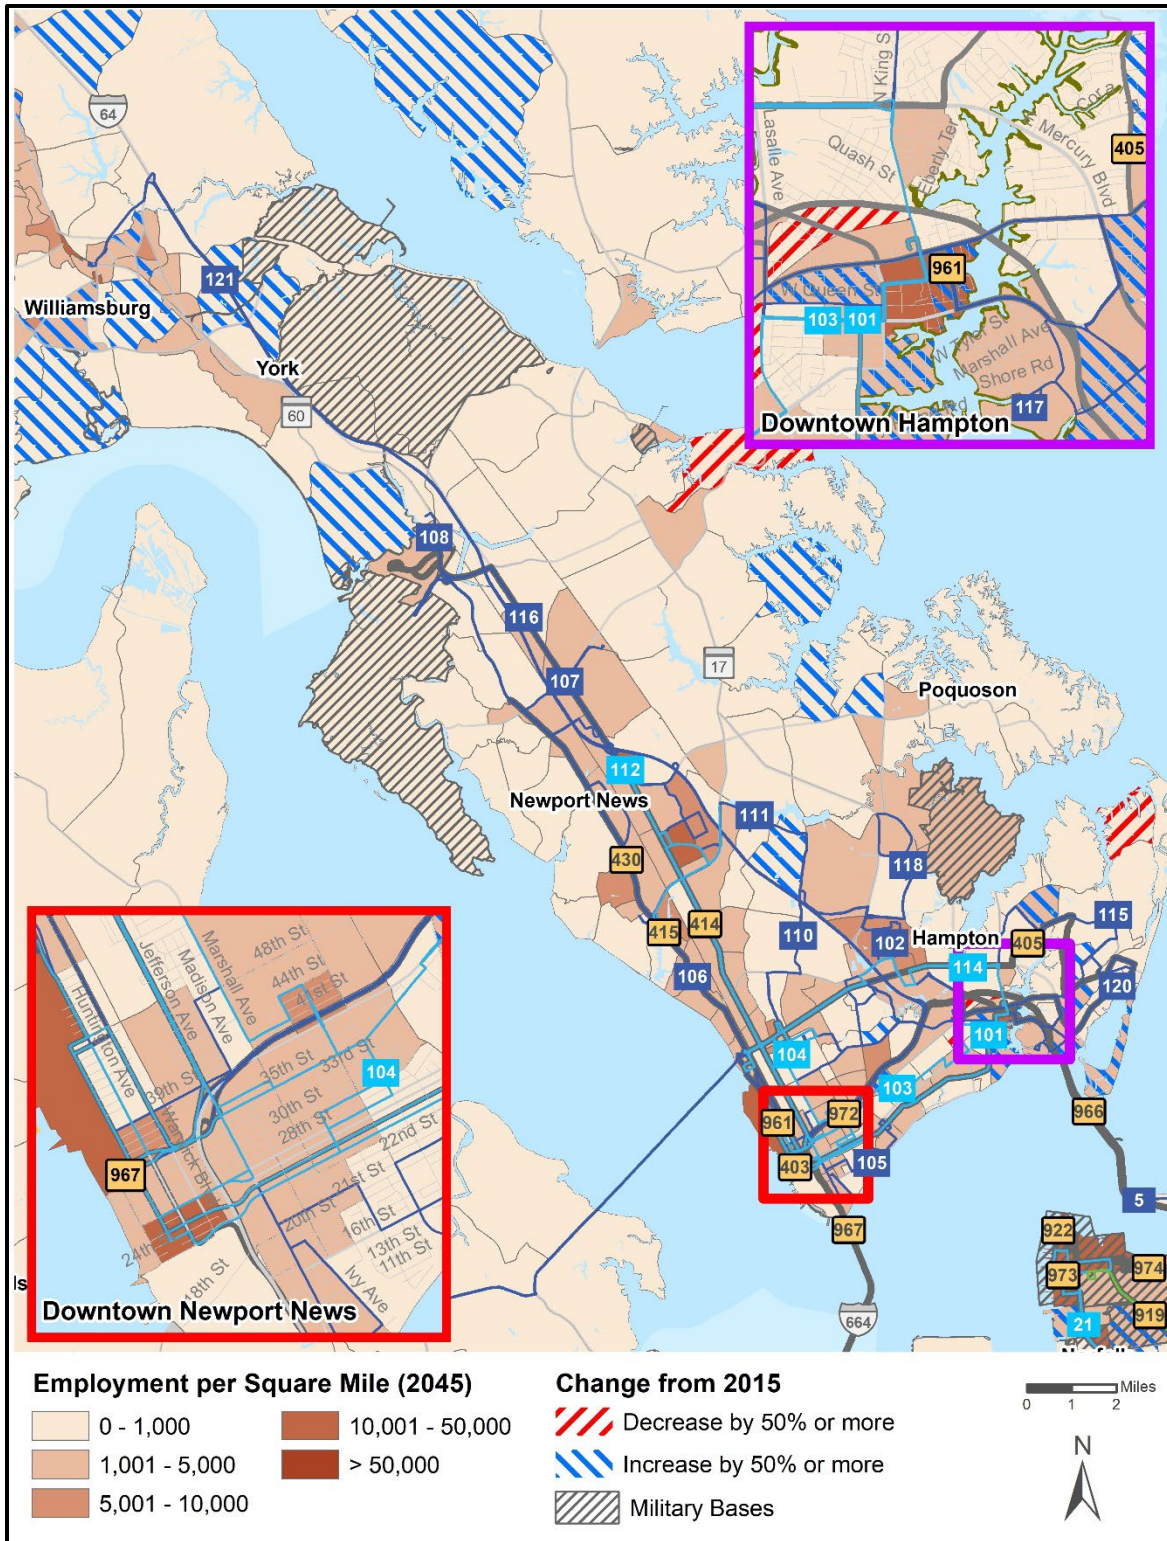 64
121
Williamsburg
York
60
108
116
107
17
Poquoson
112
Newport News
111
430
118
415
414
110
102
Hampton
405
115
106
114
120
101
104
103
961
972
966
403
105
967
5
922
974
973
919
21
664
N King St
Lasalle Ave
Quash St
Eberly Ter
Mercury Blvd
Cora
405
961
W Queen St
103
101
W Tyler St
Marshall Ave
Shore Rd
Rd
117
Downtown Hampton
Marshall Ave
Madison Ave
Jefferson Ave
Huntington Ave
48th St
44th St
41st St
39th St
35th St
33rd St
104
30th St
28th St
22nd St
21st St
20th St
16th St
13th St
11th St
967
24th
18th St
Ivy Ave
Downtown Newport News
Employment per Square Mile (2045)
0 - 1,000
1,001 - 5,000
5,001 - 10,000
10,001 - 50,000
> 50,000
Change from 2015
Decrease by 50% or more
Increase by 50% or more
Military Bases
Miles
0 1 2
N